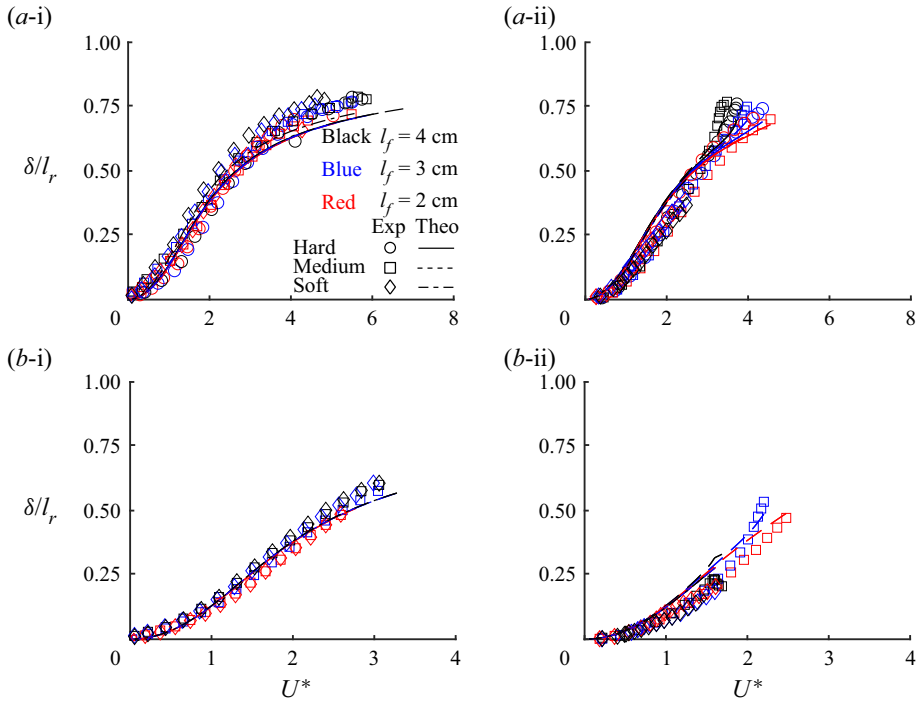 (a-i) (a-ii)
1.00 1.00
0.75 0.75
δ/l_r 0.50 0.50
0.25 0.25
0 2 4 6 8 0 2 4 6 8
Black l_f = 4 cm
Blue l_f = 3 cm
Red l_f = 2 cm
Exp Theo
Hard
Medium
Soft
(b-i) (b-ii)
1.00 1.00
0.75 0.75
δ/l_r 0.50 0.50
0.25 0.25
0 1 2 3 4 0 1 2 3 4
U* U*